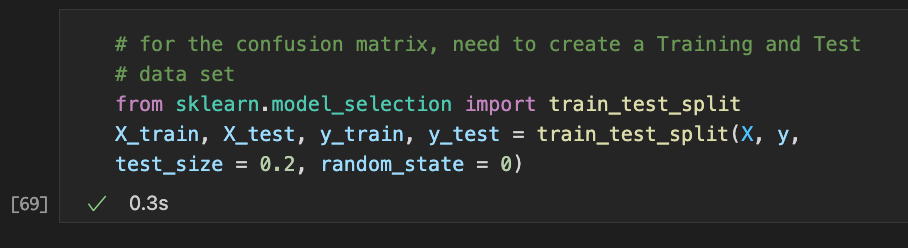 # for the confusion matrix, need to create a Training and Test
# data set
from sklearn.model_selection import train_test_split
X_train, X_test, y_train, y_test = train_test_split(X, y,
test_size = 0.2, random_state = 0)
[69] ✓ 0.3s